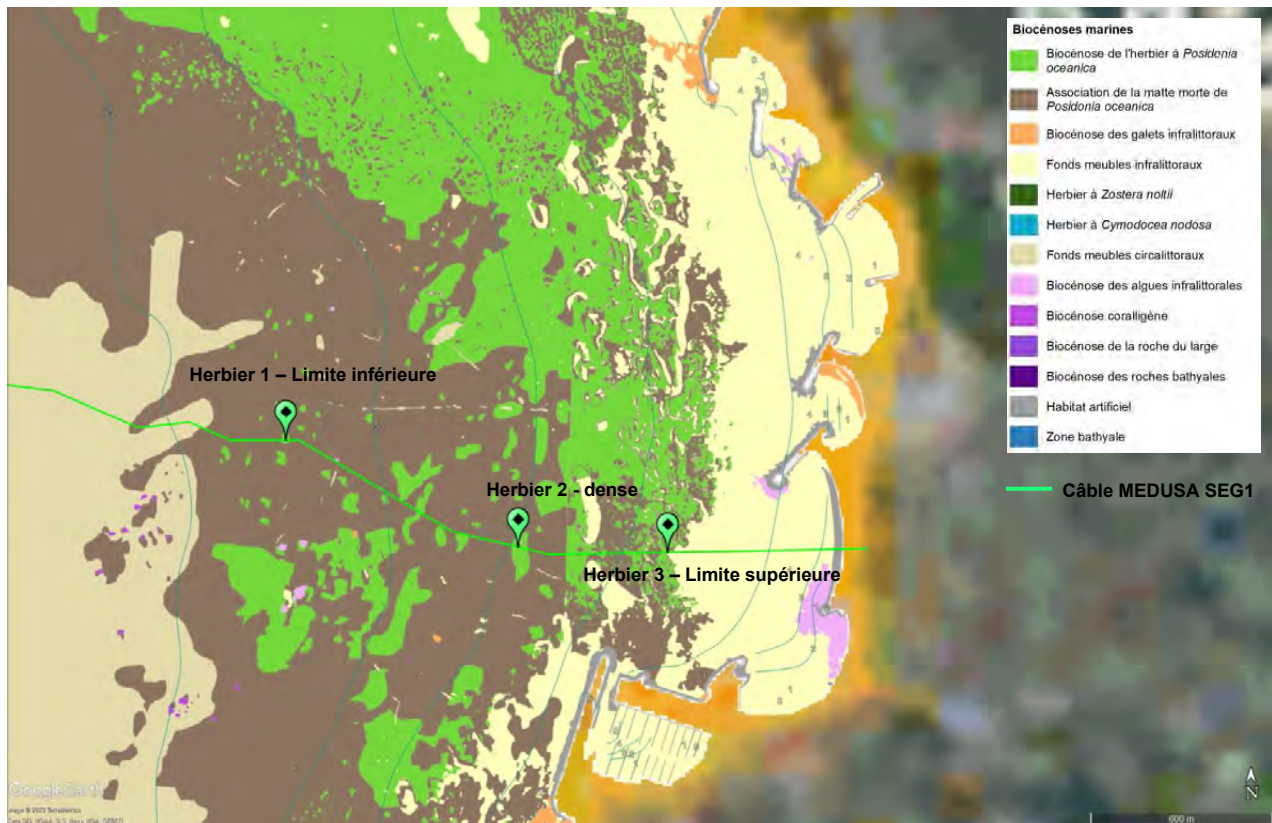 Biocénoses marines
Biocénose de l'herbier à Posidonia
oceanica
Association de la matte morte de
Posidonia oceanica
Biocénose des galets infralittoraux
Fonds meubles infralittoraux
Herbier à Zostera noltii
Herbier à Cymodocea nodosa
Fonds meubles circalittoraux
Biocénose des algues infralittorales
Biocénose coralligène
Biocénose de la roche du large
Biocénose des roches bathyales
Habitat artificiel
Zone bathyale
Câble MEDUSA SEG1
Herbier 1 – Limite inférieure
Herbier 2 - dense
Herbier 3 – Limite supérieure
Google Earth
N
600 m